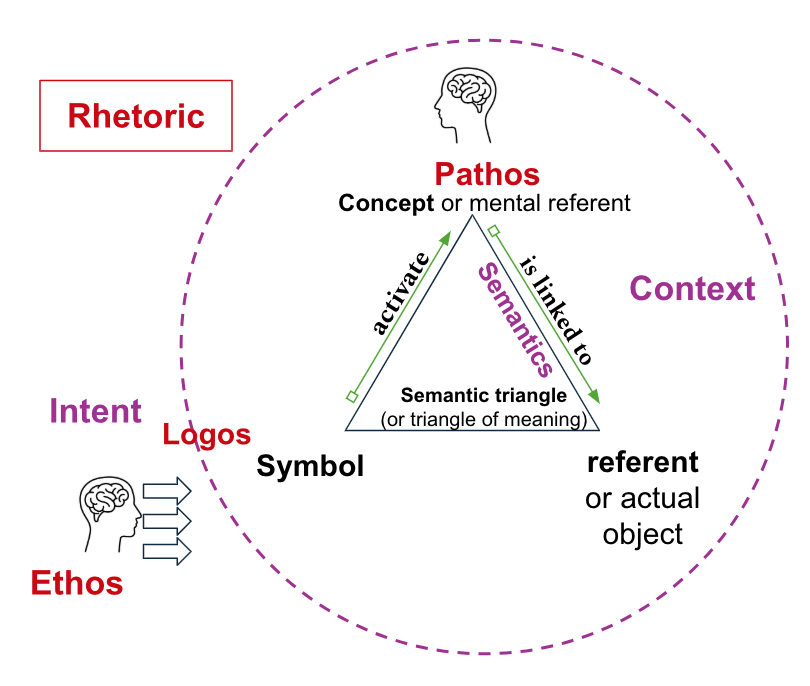 Rhetoric
Pathos
Concept or mental referent
activate
is linked to
Semantics
Context
Semantic triangle
(or triangle of meaning)
Intent
Logos
Symbol
referent
or actual
object
Ethos